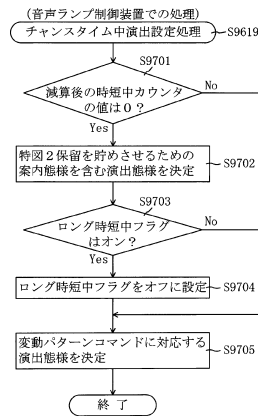 (音声ランプ制御装置での処理)
チャンスタイム中演出設定処理
S9619
S9701
減算後の時短中カウンタ
の値は0?
No
Yes
特図2保留を貯めさせるための
案内態様を含む演出態様を決定
S9702
S9703
ロング時短中フラグ
はオン?
No
Yes
ロング時短中フラグをオフに設定
S9704
変動パターンコマンドに対応する
演出態様を決定
S9705
終了